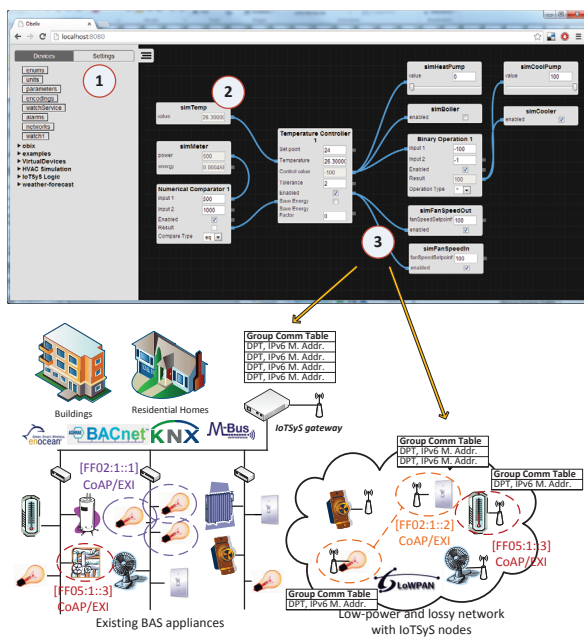 Obelix
localhost:8080
Devices
Settings
1
enums
units
parameters
encodings
watchService
alarms
networks
watch1
obix
examples
VirtualDevices
HVAC Simulation
IoTSyS Logic
weather-forecast
2
simTemp
value 26.30000
simMeter
power 500
energy
Numerical Comparator 1
Input 1 500
Input 2 1000
Enabled
Result
Compare Type eq
Temperature Controller
1
Set point 24
Temperature 26.30000
Control value -100
Tolerance 2
Enabled
Save Energy
Save Energy
Factor 0
simHeatPump
value 0
simBoiler
enabled
Binary Operation 1
Input 1 -100
Input 2 -1
Enabled
Result 100
Operation Type *
simFanSpeedOut
fanSpeedSetpoint 100
enabled
simFanSpeedIn
fanSpeedSetpoint 100
enabled
simCoolPump
value 100
simCooler
enabled
3
Group Comm Table
DPT, IPv6 M. Addr.
DPT, IPv6 M. Addr.
DPT, IPv6 M. Addr.
DPT, IPv6 M. Addr.
Buildings
Residential Homes
IoTSyS gateway
enocean
ASHRAE BACnet
KNX
M-Bus
[FF02:1::1]
CoAP/EXI
[FF05:1::3]
CoAP/EXI
Existing BAS appliances
Group Comm Table
DPT, IPv6 M. Addr.
DPT, IPv6 M. Addr.
Group Comm Table
DPT, IPv6 M. Addr.
[FF02:1::2]
CoAP/EXI
[FF05:1::3]
CoAP/EXI
6LoWPAN
Group Comm Table
DPT, IPv6 M. Addr.
Low-power and lossy network
with IoTSyS nodes